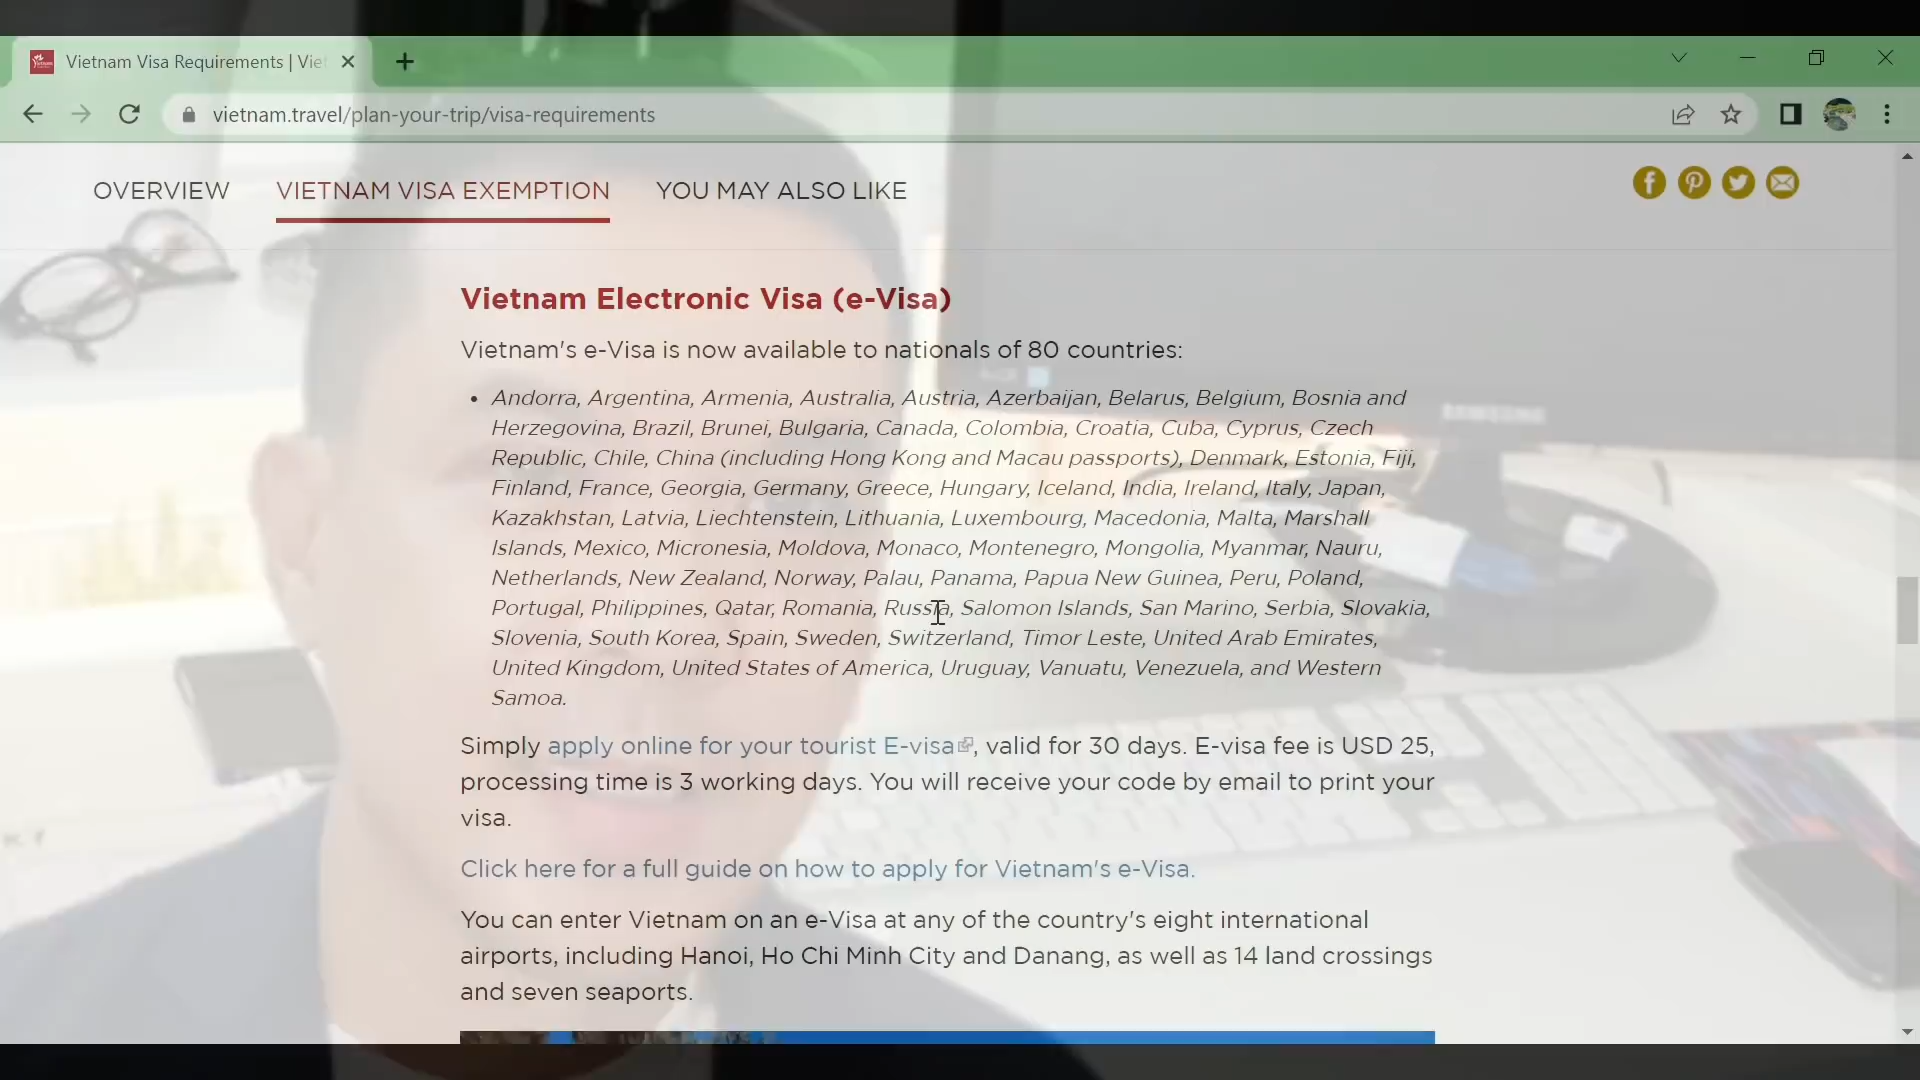 Vietnam Visa Requirements | Vie
vietnam.travel/plan-your-trip/visa-requirements
OVERVIEW VIETNAM VISA EXEMPTION YOU MAY ALSO LIKE
Vietnam Electronic Visa (e-Visa)
Vietnam's e-Visa is now available to nationals of 80 countries:
• Andorra, Argentina, Armenia, Australia, Austria, Azerbaijan, Belarus, Belgium, Bosnia and
Herzegovina, Brazil, Brunei, Bulgaria, Canada, Colombia, Croatia, Cuba, Cyprus, Czech
Republic, Chile, China (including Hong Kong and Macau passports), Denmark, Estonia, Fiji,
Finland, France, Georgia, Germany, Greece, Hungary, Iceland, India, Ireland, Italy, Japan,
Kazakhstan, Latvia, Liechtenstein, Lithuania, Luxembourg, Macedonia, Malta, Marshall
Islands, Mexico, Micronesia, Moldova, Monaco, Montenegro, Mongolia, Myanmar, Nauru,
Netherlands, New Zealand, Norway, Palau, Panama, Papua New Guinea, Peru, Poland,
Portugal, Philippines, Qatar, Romania, Russia, Salomon Islands, San Marino, Serbia, Slovakia,
Slovenia, South Korea, Spain, Sweden, Switzerland, Timor Leste, United Arab Emirates,
United Kingdom, United States of America, Uruguay, Vanuatu, Venezuela, and Western
Samoa.
Simply apply online for your tourist E-visa, valid for 30 days. E-visa fee is USD 25,
processing time is 3 working days. You will receive your code by email to print your
visa.
Click here for a full guide on how to apply for Vietnam's e-Visa.
You can enter Vietnam on an e-Visa at any of the country's eight international
airports, including Hanoi, Ho Chi Minh City and Danang, as well as 14 land crossings
and seven seaports.
SAMSUNG